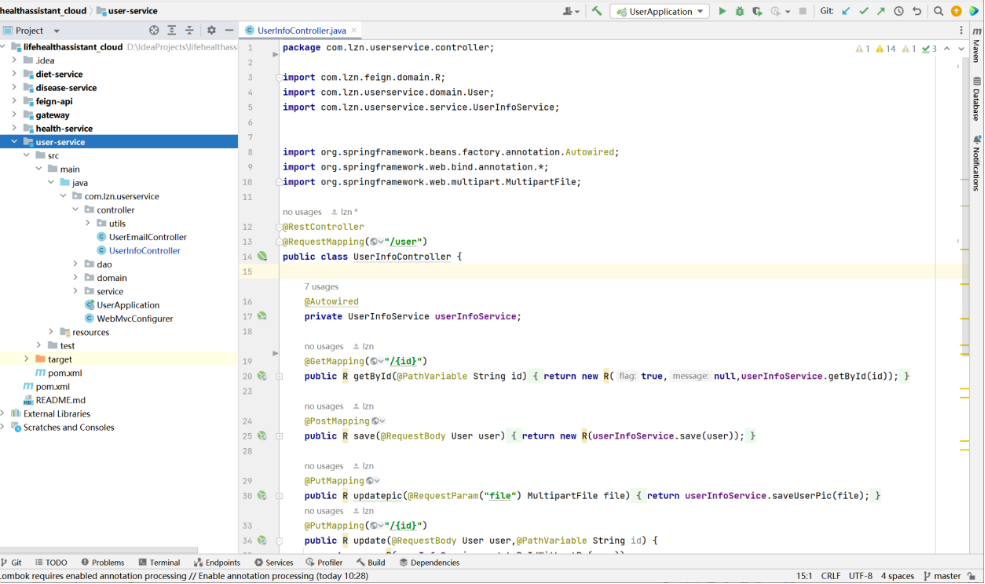 healthassistant_cloud user-service
UserApplication Git:
Project
UserInfoController.java
lifehealthassistant_cloud D:\IdeaProjects\lifehealthass
.idea
diet-service
disease-service
feign-api
gateway
health-service
user-service
src
main
java
com.lzn.userservice
controller
utils
UserEmailController
UserInfoController
dao
domain
service
UserApplication
WebMvcConfigurer
resources
test
target
pom.xml
pom.xml
README.md
External Libraries
Scratches and Consoles
1 14 1 3
1 package com.lzn.userservice.controller;
2
3 import com.lzn.feign.domain.R;
4 import com.lzn.userservice.domain.User;
5 import com.lzn.userservice.service.UserInfoService;
6
7
8 import org.springframework.beans.factory.annotation.Autowired;
9 import org.springframework.web.bind.annotation.*;
10 import org.springframework.web.multipart.MultipartFile;
11
no usages lzn *
12 @RestController
13 @RequestMapping("/user")
14 public class UserInfoController {
15
7 usages
16 @Autowired
17 private UserInfoService userInfoService;
18
no usages lzn
19 @GetMapping("/{id}")
20 public R getById(@PathVariable String id) { return new R( flag: true, message: null,userInfoService.getById(id)); }
23
no usages lzn
24 @PostMapping
25 public R save(@RequestBody User user) { return new R(userInfoService.save(user)); }
28
no usages lzn
29 @PutMapping
30 public R updatepic(@RequestParam("file") MultipartFile file) { return userInfoService.saveUserPic(file); }
no usages lzn
33 @PutMapping("/{id}")
34 public R update(@RequestBody User user,@PathVariable String id) {
Maven
Database
Notifications
Git TODO Problems Terminal Endpoints Services Profiler Build Dependencies
Lombok requires enabled annotation processing // Enable annotation processing (today 10:28)
15:1 CRLF UTF-8 4 spaces master